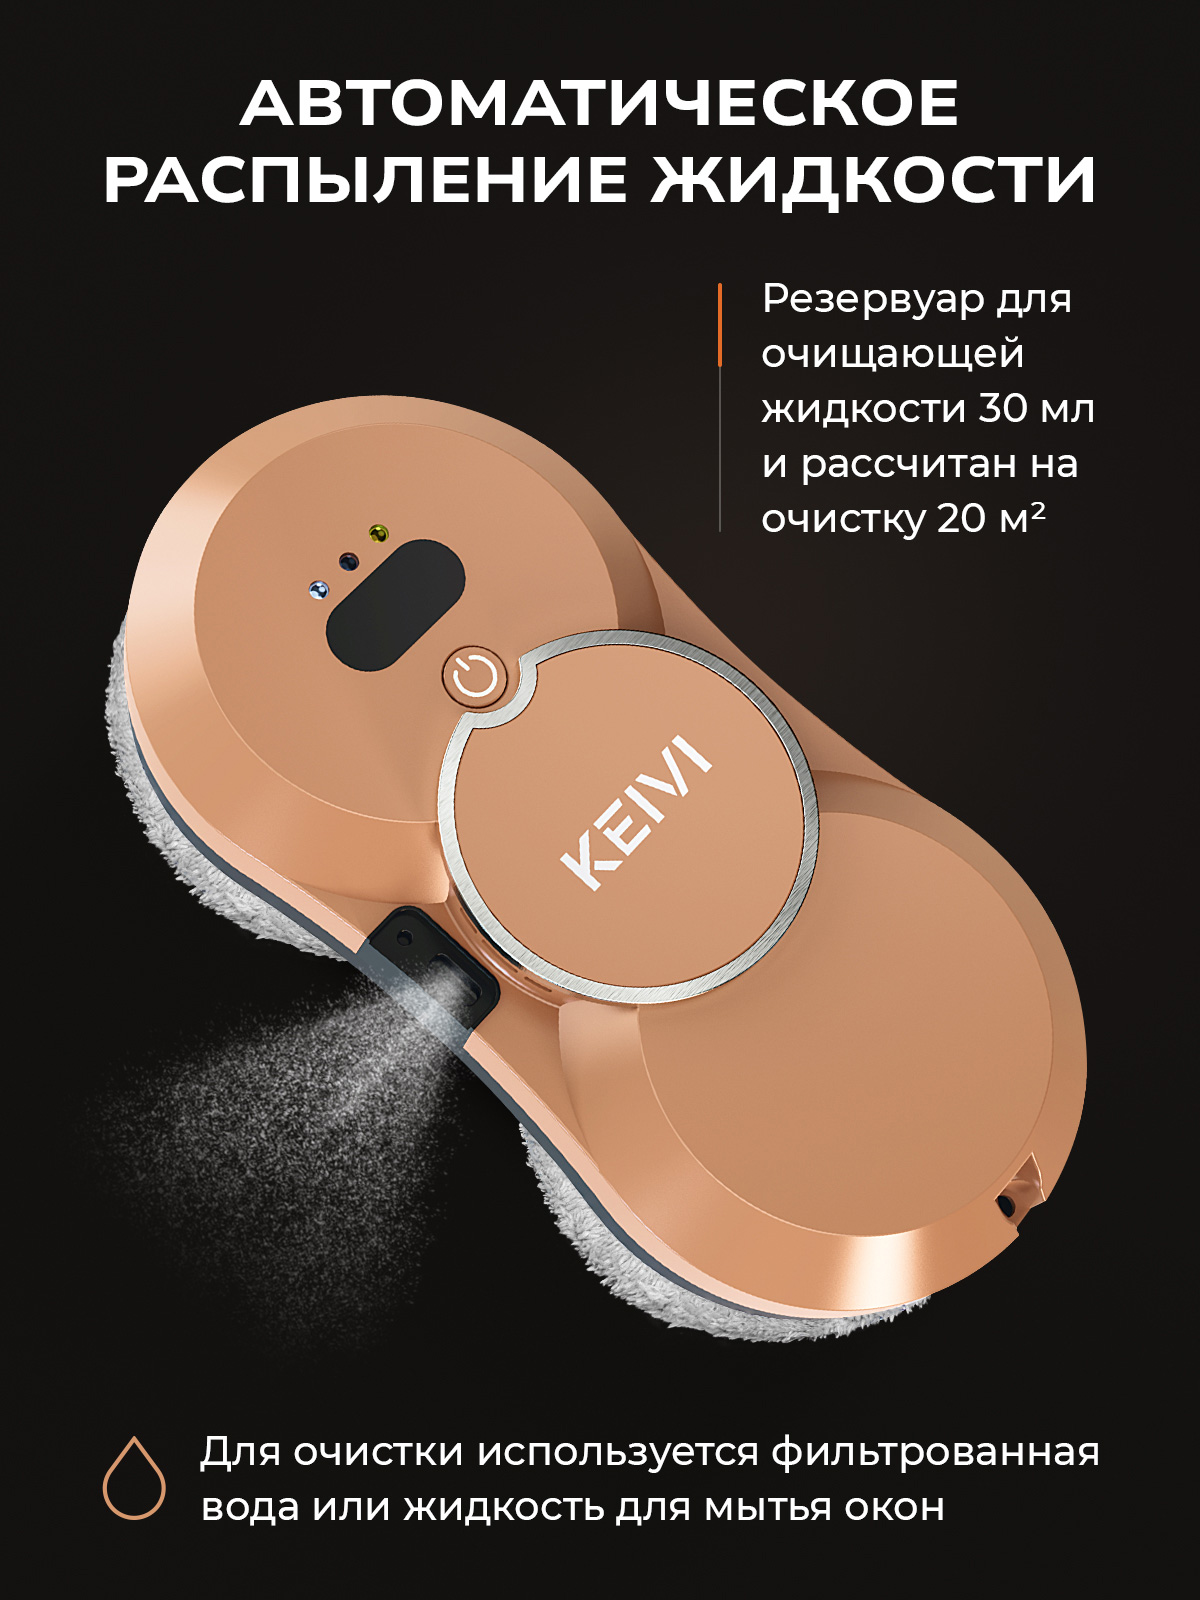 АВТОМАТИЧЕСКОЕ
РАСПЫЛЕНИЕ ЖИДКОСТИ
Резервуар для
очищающей
жидкости 30 мл
и рассчитан на
очистку 20 м²
KEIVI
Для очистки используется фильтрованная
вода или жидкость для мытья окон